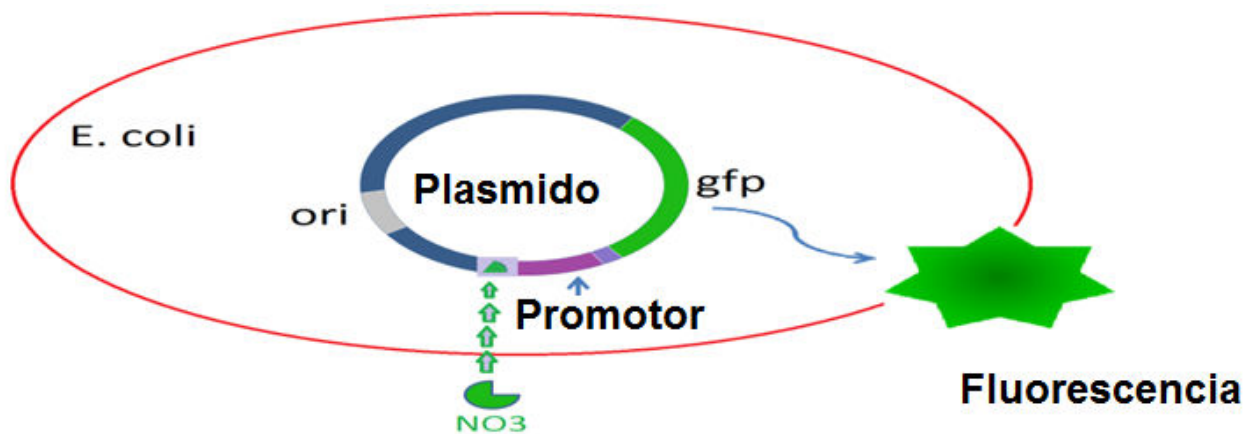 E. coli
Plasmido
gfp
ori
Promotor
NO3
Fluorescencia